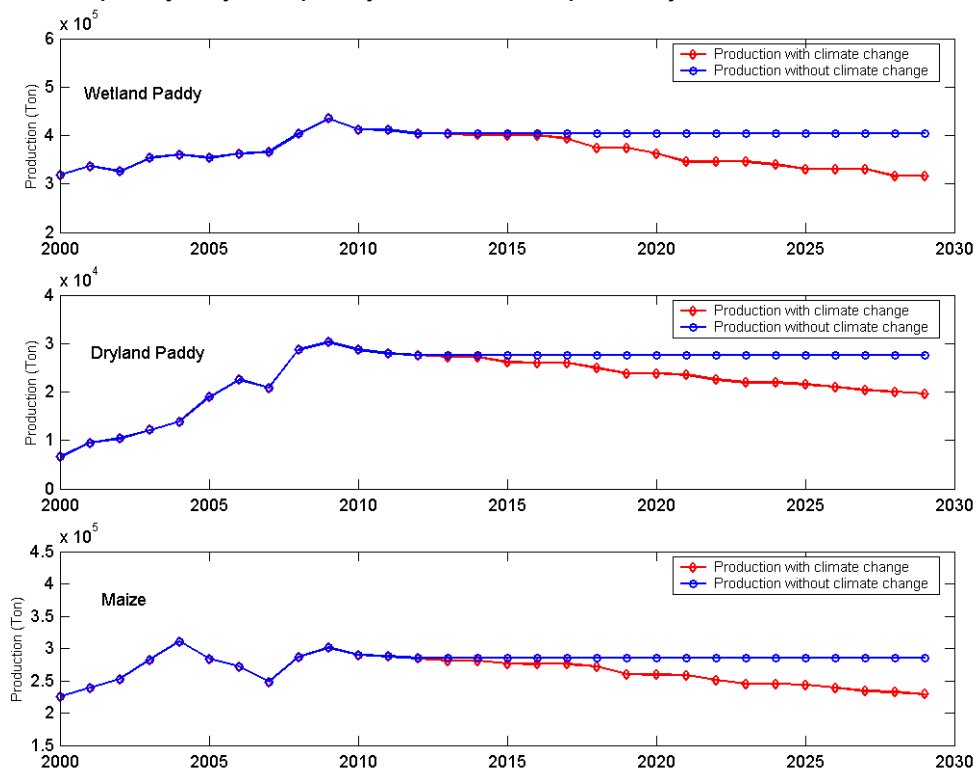 x 10^5
6
Production with climate change
Production without climate change
Wetland Paddy
5
4
3
2
Production (Ton)
2000 2005 2010 2015 2020 2025 2030
x 10^4
4
Production with climate change
Production without climate change
Dryland Paddy
3
2
1
0
Production (Ton)
2000 2005 2010 2015 2020 2025 2030
x 10^5
4.5
Production with climate change
Production without climate change
4
Maize
3.5
3
2.5
2
1.5
Production (Ton)
2000 2005 2010 2015 2020 2025 2030